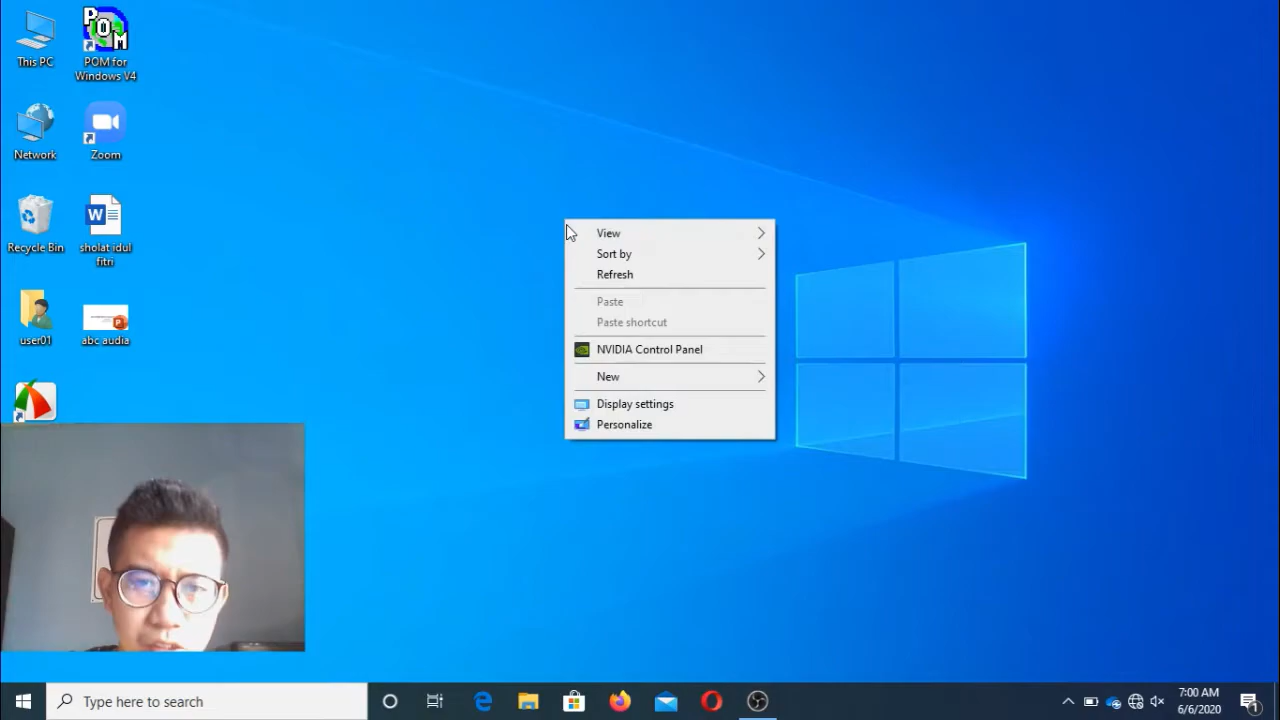 This PC
POM
POM for
Windows V4
Network
Zoom
Recycle Bin
W
sholat idul
fitri
user01
P
abc audia
View
Sort by
Refresh
Paste
Paste shortcut
NVIDIA Control Panel
New
Display settings
Personalize
Type here to search
7:00 AM
6/6/2020
1